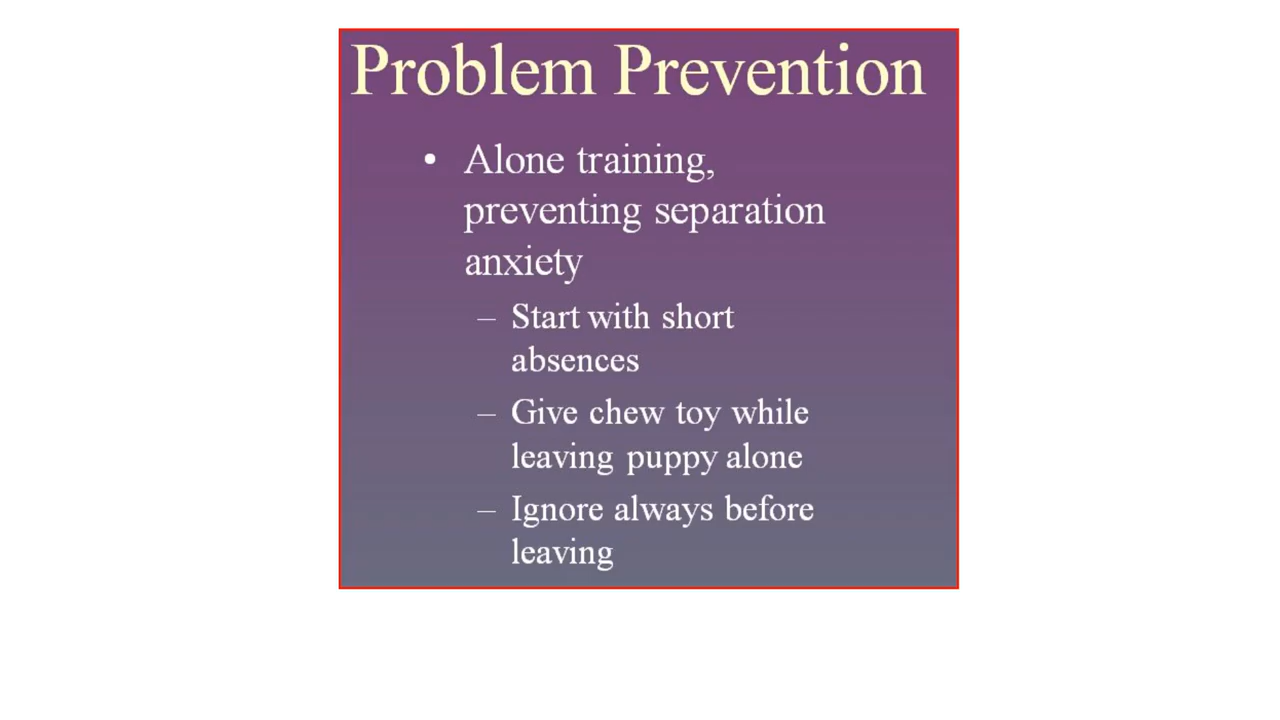 Problem Prevention
• Alone training,
preventing separation
anxiety
– Start with short
absences
– Give chew toy while
leaving puppy alone
– Ignore always before
leaving